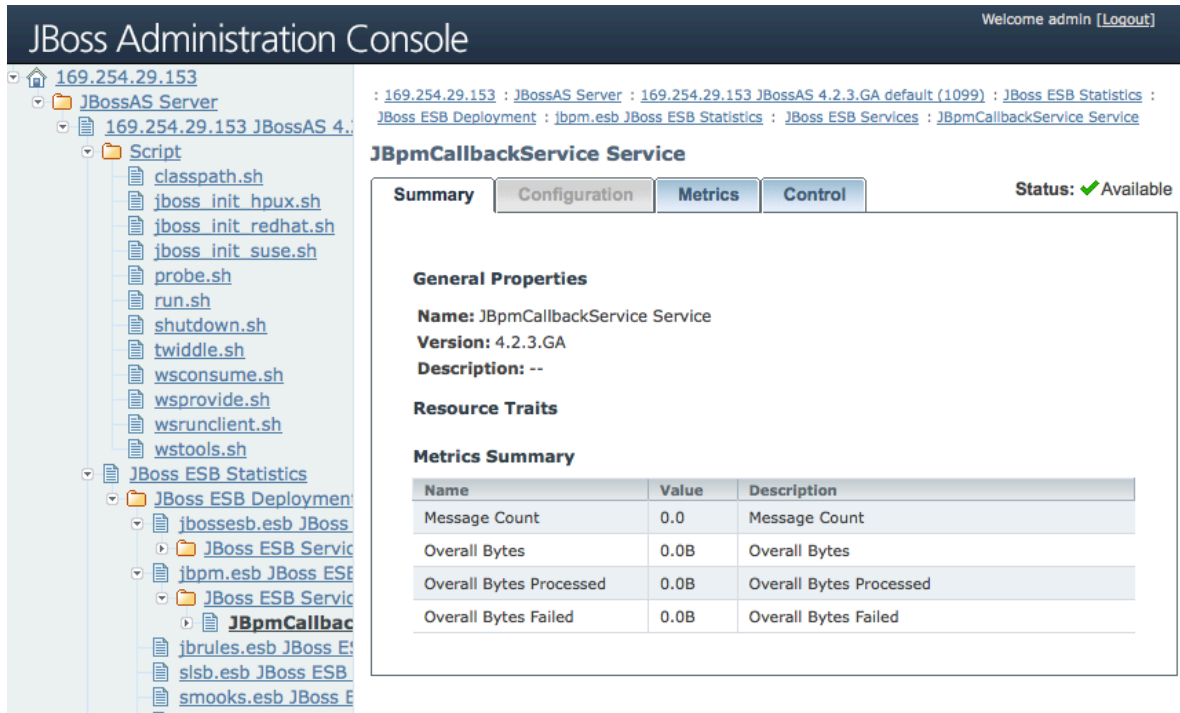 JBoss Administration Console
Welcome admin [Logout]
169.254.29.153
JBossAS Server
169.254.29.153 JBossAS 4.
Script
classpath.sh
jboss_init_hpux.sh
jboss_init_redhat.sh
jboss_init_suse.sh
probe.sh
run.sh
shutdown.sh
twiddle.sh
wsconsume.sh
wsprovide.sh
wsrunclient.sh
wstools.sh
JBoss ESB Statistics
JBoss ESB Deployment
jbossesb.esb JBoss
JBoss ESB Servic
jbpm.esb JBoss ESB
JBoss ESB Servic
JBpmCallbac
jbrules.esb JBoss ES
slsb.esb JBoss ESB
smooks.esb JBoss E
: 169.254.29.153 : JBossAS Server : 169.254.29.153 JBossAS 4.2.3.GA default (1099) : JBoss ESB Statistics :
JBoss ESB Deployment : jbpm.esb JBoss ESB Statistics : JBoss ESB Services : JBpmCallbackService Service
JBpmCallbackService Service
Summary Configuration Metrics Control
Status: Available
General Properties
Name: JBpmCallbackService Service
Version: 4.2.3.GA
Description: --
Resource Traits
Metrics Summary
Name Value Description
Message Count 0.0 Message Count
Overall Bytes 0.0B Overall Bytes
Overall Bytes Processed 0.0B Overall Bytes Processed
Overall Bytes Failed 0.0B Overall Bytes Failed